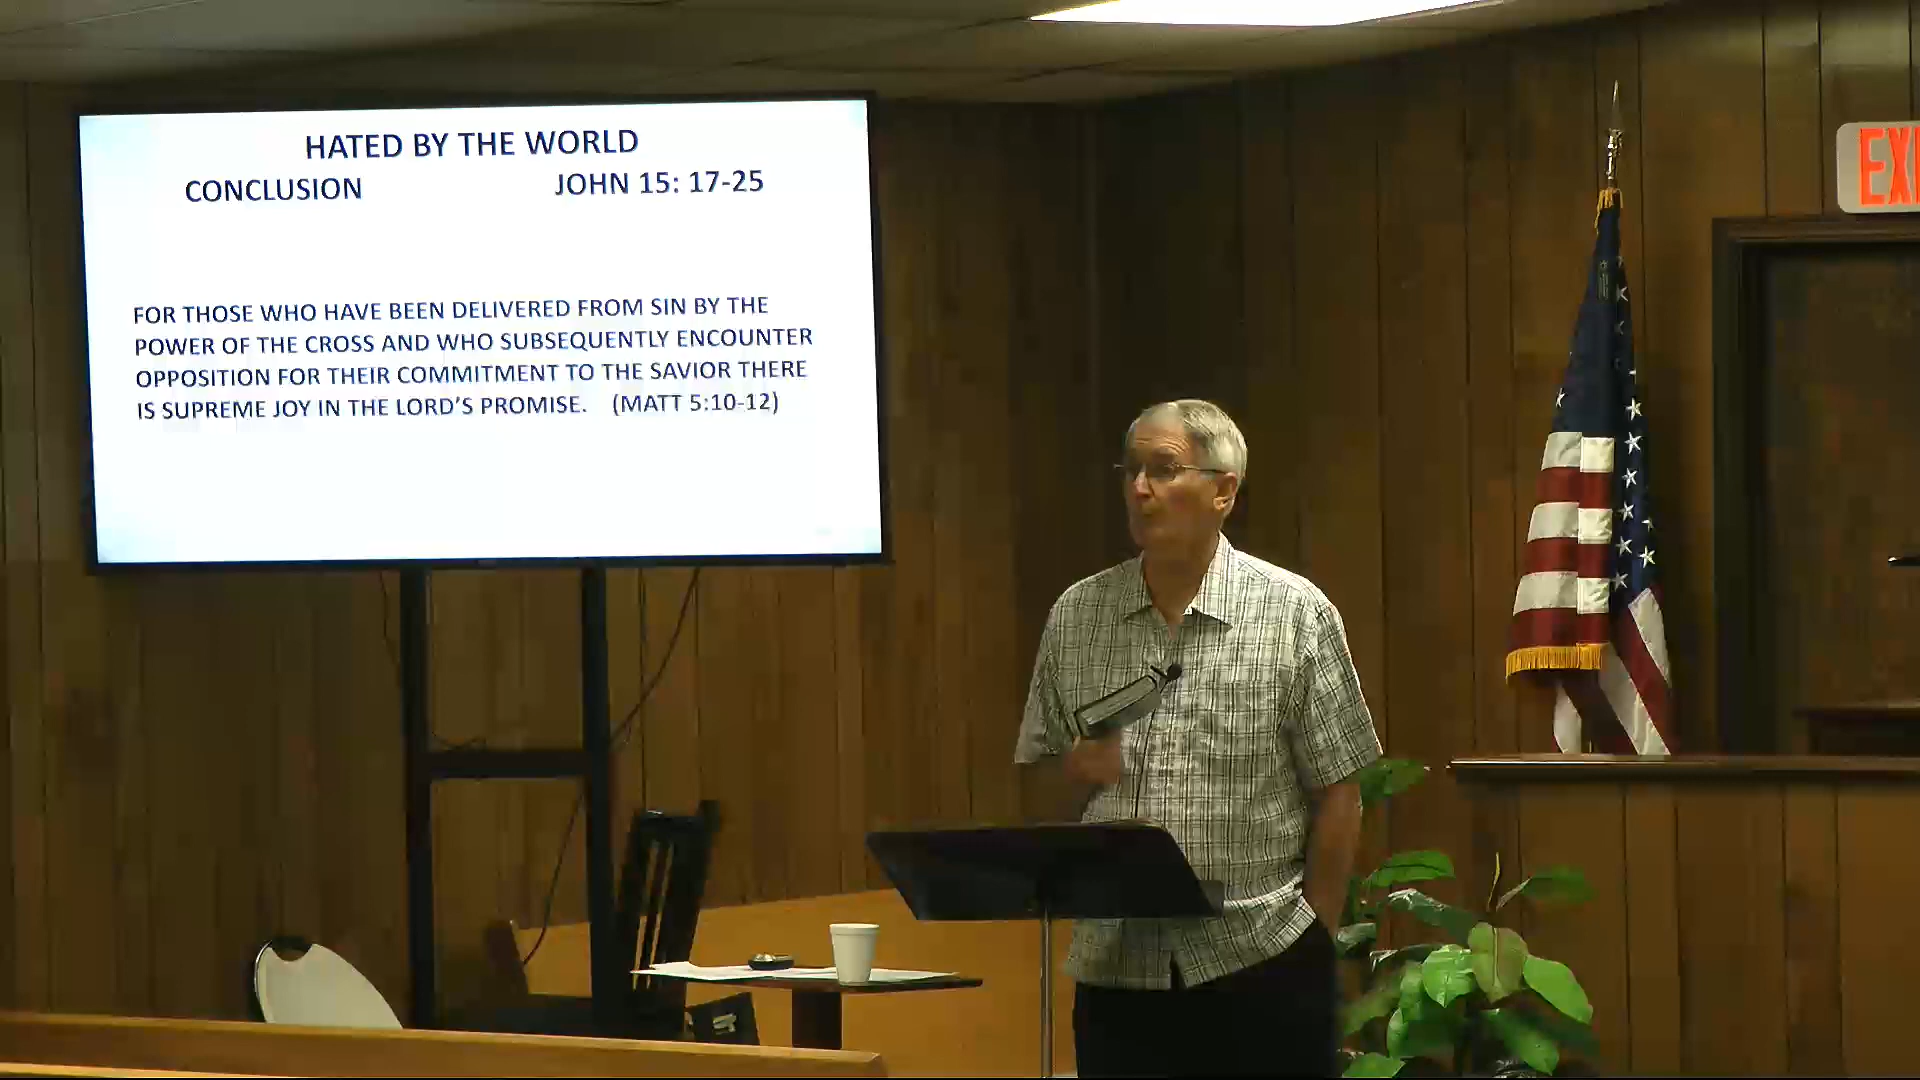 HATED BY THE WORLD
CONCLUSION JOHN 15: 17-25
FOR THOSE WHO HAVE BEEN DELIVERED FROM SIN BY THE
POWER OF THE CROSS AND WHO SUBSEQUENTLY ENCOUNTER
OPPOSITION FOR THEIR COMMITMENT TO THE SAVIOR THERE
IS SUPREME JOY IN THE LORD'S PROMISE. (MATT 5:10-12)